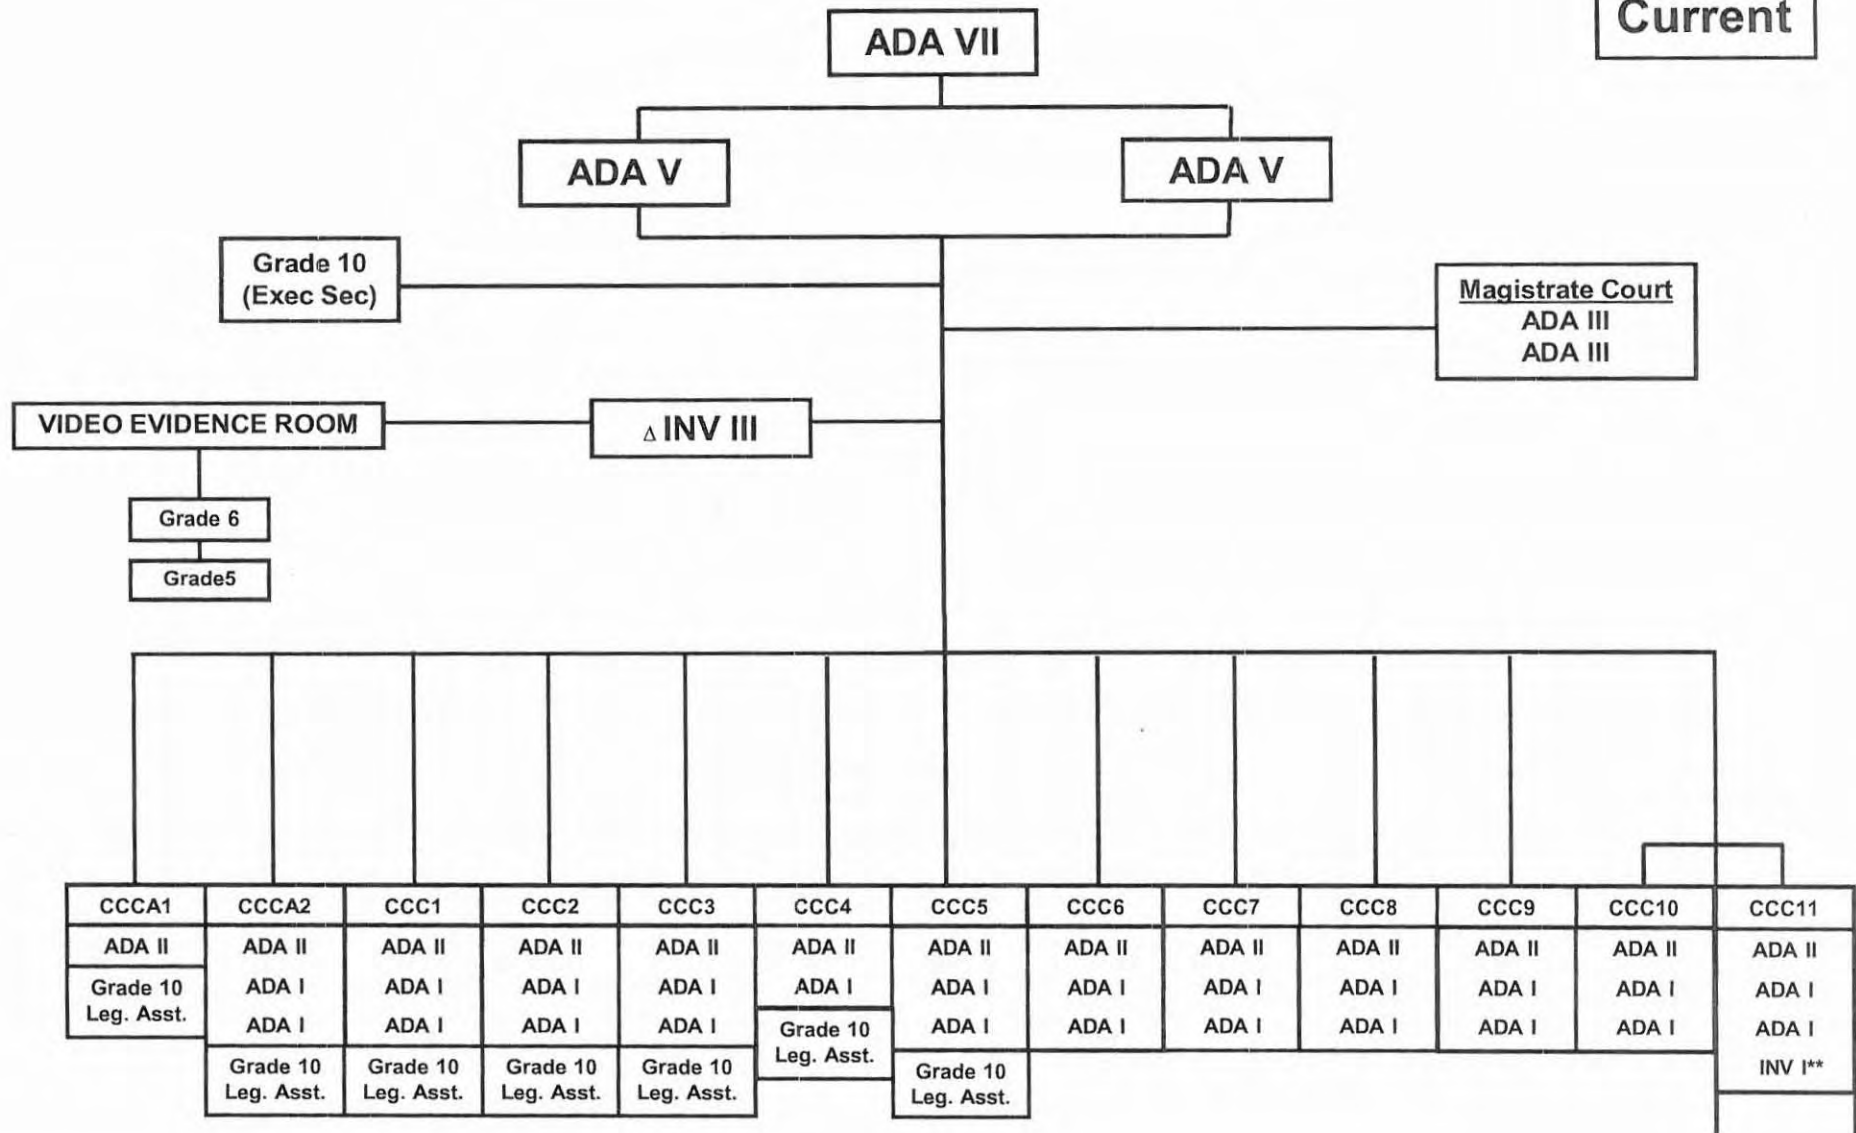 Current
ADA VII
ADA V
ADA V
Grade 10
(Exec Sec)
Magistrate Court
ADA III
ADA III
VIDEO EVIDENCE ROOM
Δ INV III
Grade 6
Grade5
CCCA1
ADA II
Grade 10
Leg. Asst.
CCCA2
ADA II
ADA I
ADA I
Grade 10
Leg. Asst.
CCC1
ADA II
ADA I
ADA I
Grade 10
Leg. Asst.
CCC2
ADA II
ADA I
ADA I
Grade 10
Leg. Asst.
CCC3
ADA II
ADA I
ADA I
Grade 10
Leg. Asst.
CCC4
ADA II
ADA I
Grade 10
Leg. Asst.
CCC5
ADA II
ADA I
ADA I
Grade 10
Leg. Asst.
CCC6
ADA II
ADA I
ADA I
CCC7
ADA II
ADA I
ADA I
CCC8
ADA II
ADA I
ADA I
CCC9
ADA II
ADA I
ADA I
CCC10
ADA II
ADA I
ADA I
CCC11
ADA II
ADA I
ADA I
INV I**